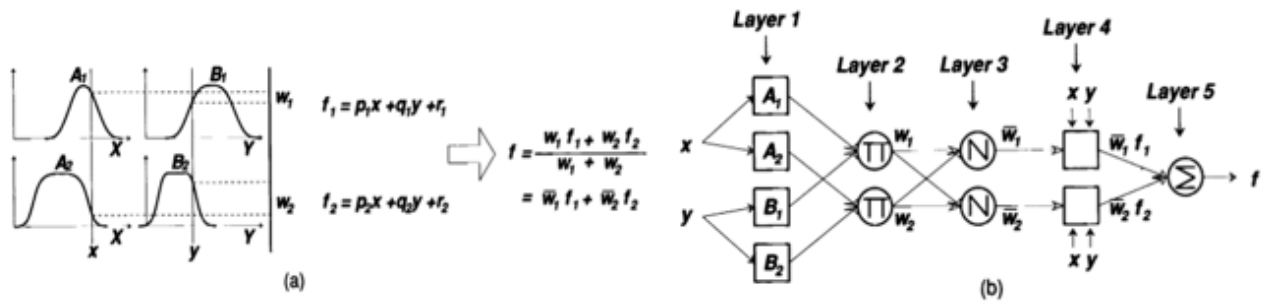 A₁
B₁
w₁
X
Y
A₂
B₂
w₂
X
Y
x
y
f₁ = p₁x +q₁y +r₁
f₂ = p₂x +q₂y +r₂
f = w₁ f₁ + w₂ f₂ / w₁ + w₂
= w̅₁ f₁ + w̅₂ f₂
(a)
Layer 1
Layer 2
Layer 3
Layer 4
Layer 5
x y
A₁
A₂
B₁
B₂
x
y
Π
Π
w₁
w₂
N
N
w̅₁
w̅₂
w̅₁ f₁
w̅₂ f₂
Σ
f
x y
(b)